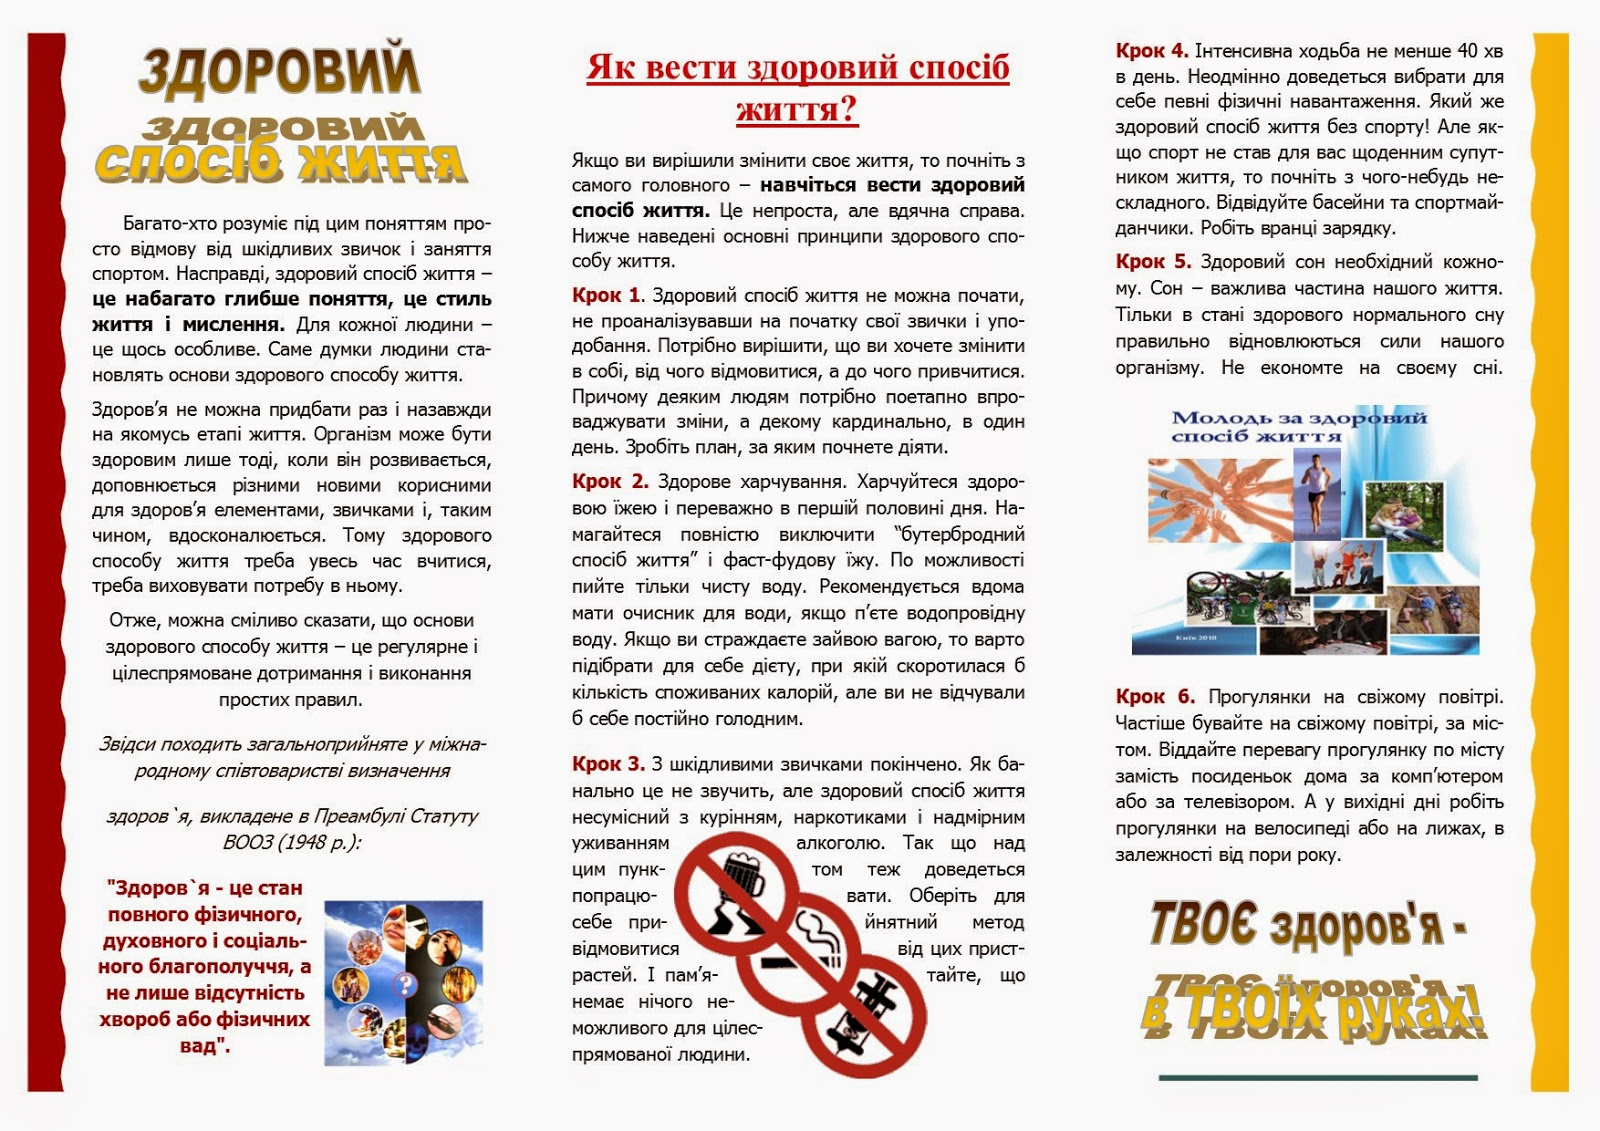 ЗДОРОВИЙ
спосіб життя
Багато-хто розуміє під цим поняттям про-
сто відмову від шкідливих звичок і заняття
спортом. Насправді, здоровий спосіб життя –
це набагато глибше поняття, це стиль
життя і мислення. Для кожної людини –
це щось особливе. Саме думки людини ста-
новлять основи здорового способу життя.
Здоров’я не можна придбати раз і назавжди
на якомусь етапі життя. Організм може бути
здоровим лише тоді, коли він розвивається,
доповнюється різними новими корисними
для здоров’я елементами, звичками і, таким
чином, вдосконалюється. Тому здорового
способу життя треба увесь час вчитися,
треба виховувати потребу в ньому.
Отже, можна сміливо сказати, що основи
здорового способу життя – це регулярне і
цілеспрямоване дотримання і виконання
простих правил.
Звідси походить загальноприйняте у міжна-
родному співтоваристві визначення
здоров`я, викладене в Преамбулі Статуту
ВООЗ (1948 р.):
"Здоров`я - це стан
повного фізичного,
духовного і соціаль-
ного благополуччя, а
не лише відсутність
хвороб або фізичних
вад".
?
Як вести здоровий спосіб
життя?
Якщо ви вирішили змінити своє життя, то почніть з
самого головного – навчіться вести здоровий
спосіб життя. Це непроста, але вдячна справа.
Нижче наведені основні принципи здорового спо-
собу життя.
Крок 1. Здоровий спосіб життя не можна почати,
не проаналізувавши на початку свої звички і упо-
добання. Потрібно вирішити, що ви хочете змінити
в собі, від чого відмовитися, а до чого привчитися.
Причому деяким людям потрібно поетапно впро-
ваджувати зміни, а декому кардинально, в один
день. Зробіть план, за яким почнете діяти.
Крок 2. Здорове харчування. Харчуйтеся здоро-
вою їжею і переважно в першій половині дня. На-
магайтеся повністю виключити “бутербродний
спосіб життя” і фаст-фудову їжу. По можливості
пийте тільки чисту воду. Рекомендується вдома
мати очисник для води, якщо п’єте водопровідну
воду. Якщо ви страждаєте зайвою вагою, то варто
підібрати для себе дієту, при якій скоротилася б
кількість споживаних калорій, але ви не відчували
б себе постійно голодним.
Крок 3. З шкідливими звичками покінчено. Як ба-
нально це не звучить, але здоровий спосіб життя
несумісний з курінням, наркотиками і надмірним
уживанням алкоголю. Так що над
цим пунк- том теж доведеться
попрацю- вати. Оберіть для
себе при- йнятний метод
відмовитися від цих прист-
растей. І пам’я- тайте, що
немає нічого не-
можливого для цілес-
прямованої людини.
Крок 4. Інтенсивна ходьба не менше 40 хв
в день. Неодмінно доведеться вибрати для
себе певні фізичні навантаження. Який же
здоровий спосіб життя без спорту! Але як-
що спорт не став для вас щоденним супут-
ником життя, то почніть з чого-небудь не-
складного. Відвідуйте басейни та спортмай-
данчики. Робіть вранці зарядку.
Крок 5. Здоровий сон необхідний кожно-
му. Сон – важлива частина нашого життя.
Тільки в стані здорового нормального сну
правильно відновлюються сили нашого
організму. Не економте на своєму сні.
Молодь за здоровий
спосіб життя
Київ 2010
Крок 6. Прогулянки на свіжому повітрі.
Частіше бувайте на свіжому повітрі, за міс-
том. Віддайте перевагу прогулянку по місту
замість посиденьок дома за комп’ютером
або за телевізором. А у вихідні дні робіть
прогулянки на велосипеді або на лижах, в
залежності від пори року.
ТВОЄ здоров'я -
в ТВОЇХ руках!